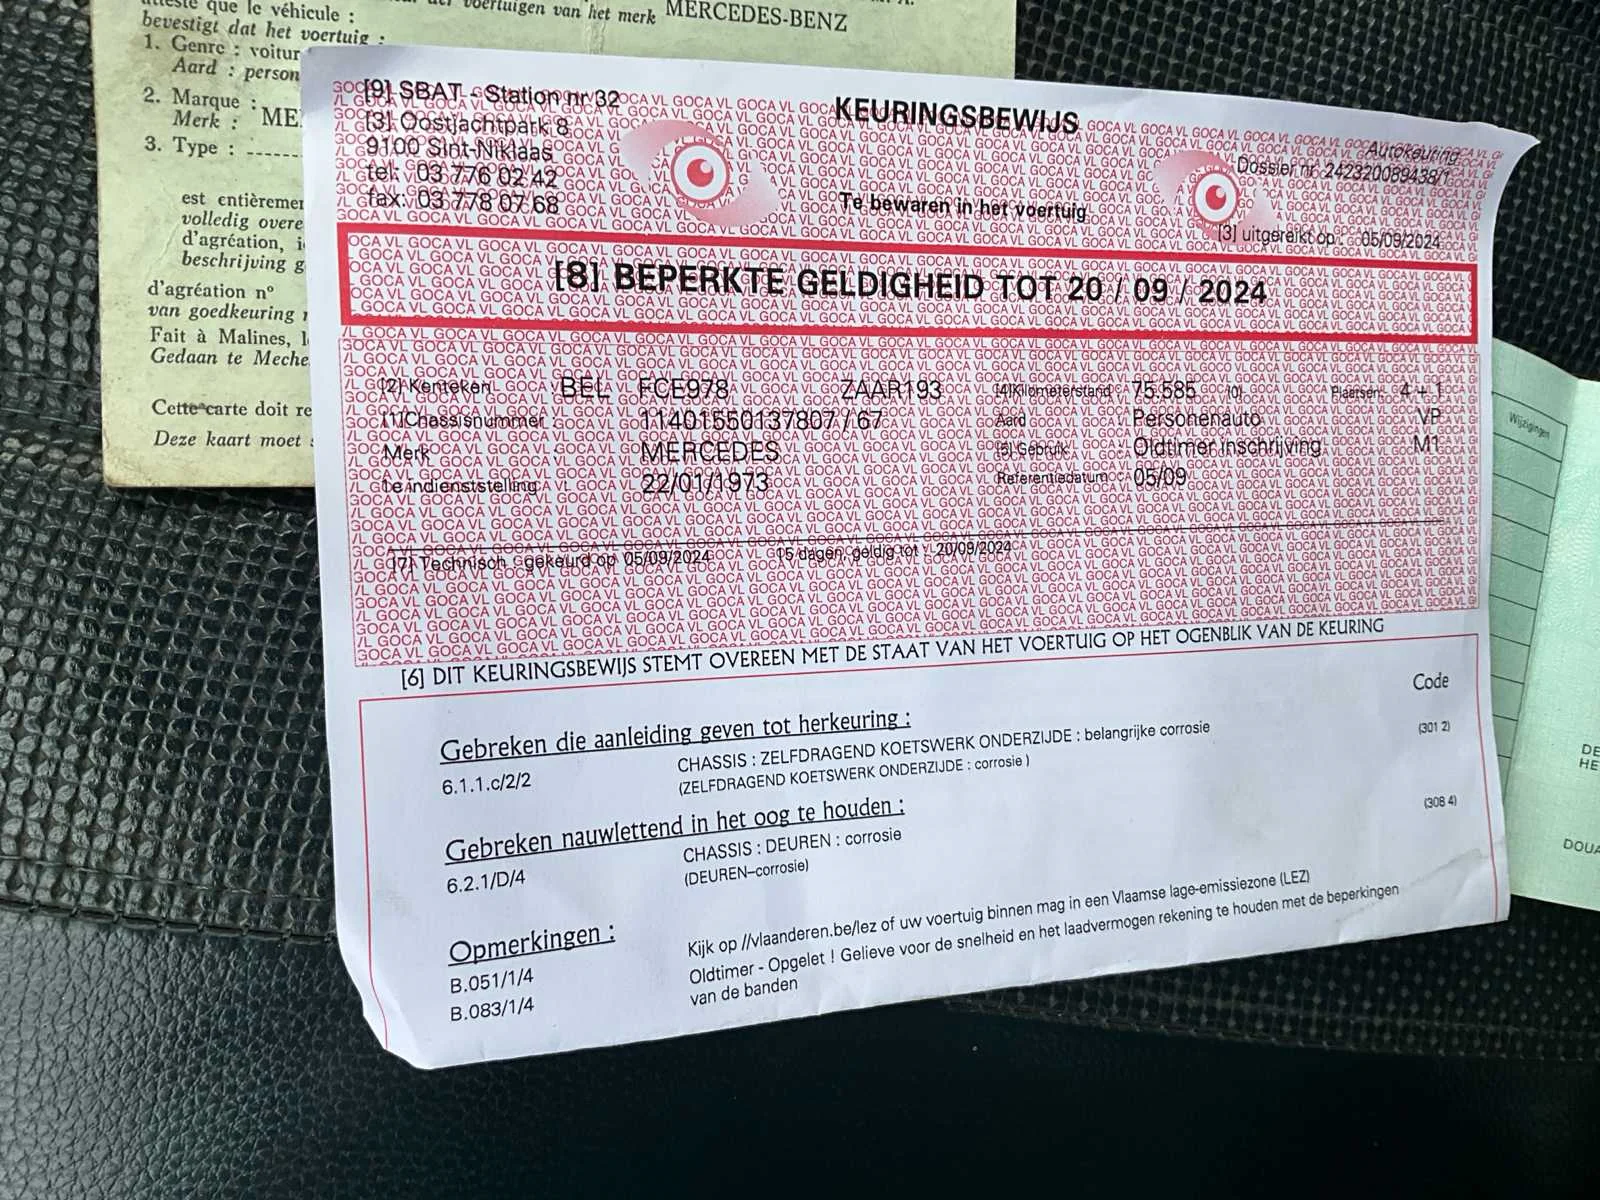 atteste que le véhicule :
voertuigen van het merk MERCEDES-BENZ
bevestigt dat het voertuig :
1. Genre : voitur
Aard : person
2. Marque :
Merk : ME
3. Type :
est entièremen
volledig overe
d'agréation, i
beschrijving g
d'agréation n°
van goedkeuring
Fait à Malines, l
Gedaan te Meche
Cette carte doit re
Deze kaart moet
[9] SBAT - Station nr 32
[3] Oostjachtpark 8
9100 Sint-Niklaas
tel: 03 776 02 42
fax: 03 778 07 68
KEURINGSBEWIJS
Te bewaren in het voertuig
Autokeuring
Dossier nr. 242320089438/1
[3] uitgereikt op : 05/09/2024
[8] BEPERKTE GELDIGHEID TOT 20 / 09 / 2024
[2] Kenteken BEL FCE978 ZAAR193 [4]Kilometerstand 75.585 (0) Plaatsen: 4 + 1
[1]Chassisnummer 11401550137807 / 67 Aard Personenauto VP
Merk MERCEDES [5] Gebruik Oldtimer inschrijving M1
1e indienststelling 22/01/1973 Referentiedatum 05/09
[7] Technisch gekeurd op 05/09/2024 15 dagen, geldig tot 20/09/2024
GOCA VL GOCA VL GOCA VL GOCA VL
[6] DIT KEURINGSBEWIJS STEMT OVEREEN MET DE STAAT VAN HET VOERTUIG OP HET OGENBLIK VAN DE KEURING
Code
Gebreken die aanleiding geven tot herkeuring :
6.1.1.c/2/2 CHASSIS : ZELFDRAGEND KOETSWERK ONDERZIJDE : belangrijke corrosie (301 2)
(ZELFDRAGEND KOETSWERK ONDERZIJDE : corrosie )
Gebreken nauwlettend in het oog te houden :
6.2.1/D/4 CHASSIS : DEUREN : corrosie (308 4)
(DEUREN–corrosie)
Opmerkingen :
B.051/1/4 Kijk op //vlaanderen.be/lez of uw voertuig binnen mag in een Vlaamse lage-emissiezone (LEZ)
B.083/1/4 Oldtimer - Opgelet ! Gelieve voor de snelheid en het laadvermogen rekening te houden met de beperkingen
van de banden
Wijzigingen
DE
HE
DOUA